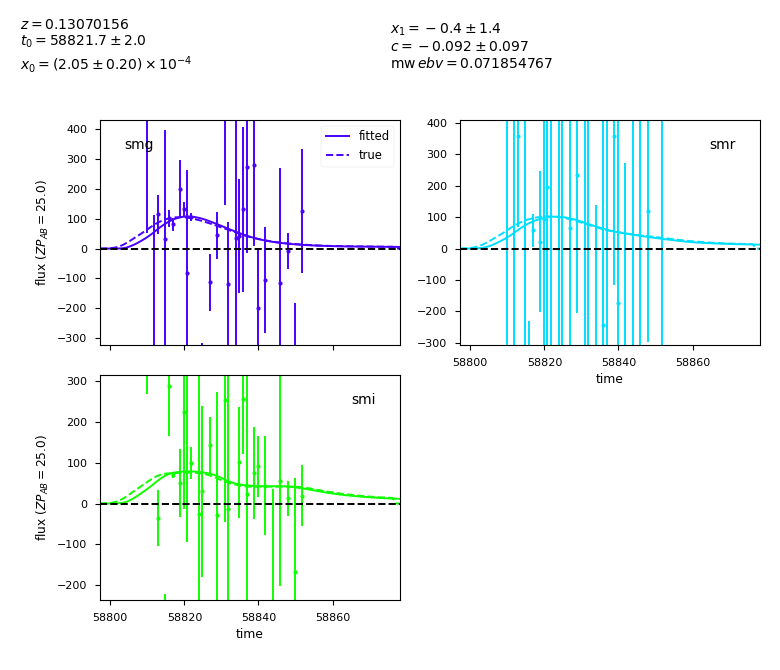 z = 0.13070156
t₀ = 58821.7 ± 2.0
x₀ = (2.05 ± 0.20) × 10⁻⁴
x₁ = −0.4 ± 1.4
c = −0.092 ± 0.097
mw ebv = 0.071854767
smg
fitted
true
flux (ZP_AB = 25.0)
400
300
200
100
0
−100
−200
−300
smr
400
300
200
100
0
−100
−200
−300
58800 58820 58840 58860
time
smi
flux (ZP_AB = 25.0)
300
200
100
0
−100
−200
58800 58820 58840 58860
time